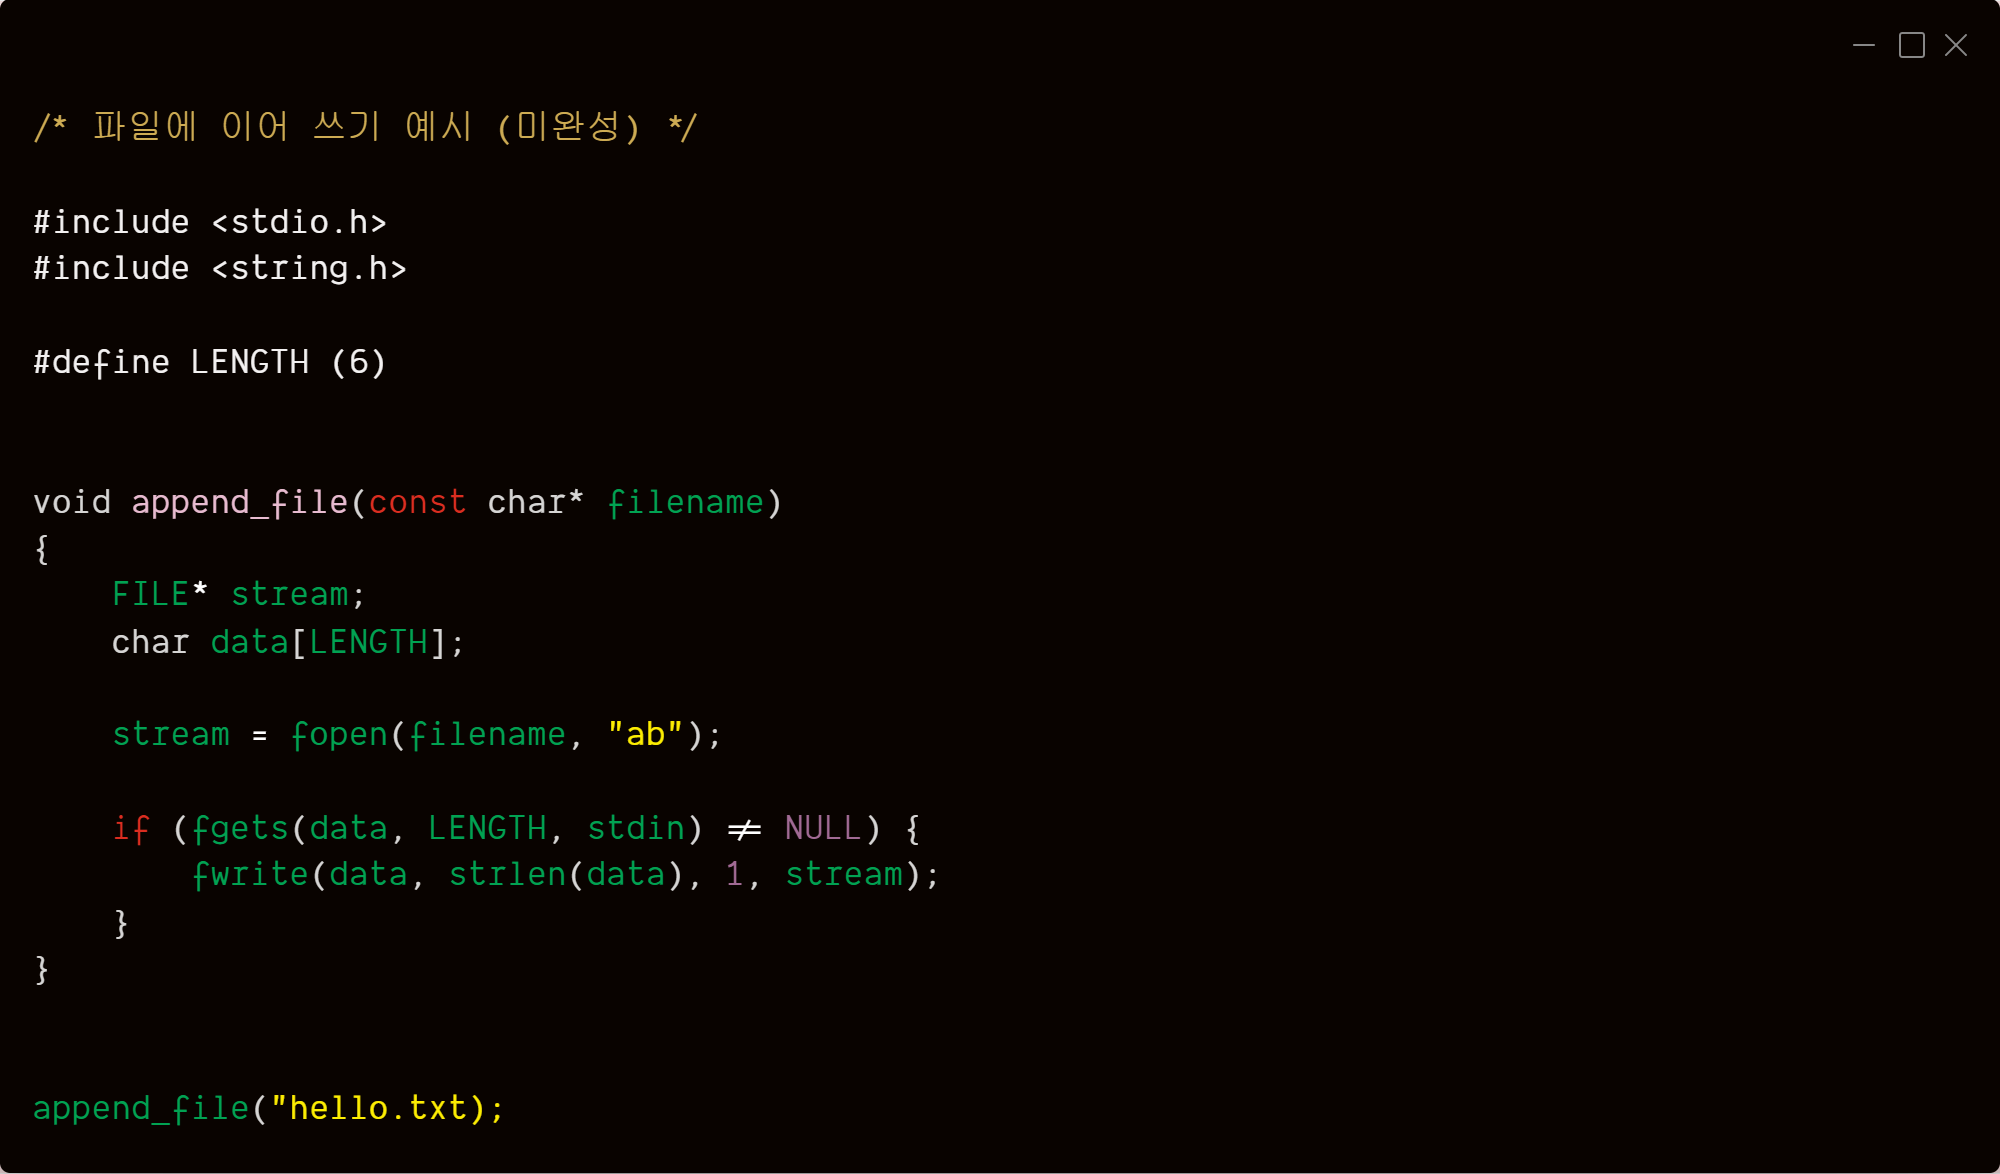 /* 파일에 이어 쓰기 예시 (미완성) */
#include <stdio.h>
#include <string.h>
#define LENGTH (6)
void append_file(const char* filename)
{
FILE* stream;
char data[LENGTH];
stream = fopen(filename, "ab");
if (fgets(data, LENGTH, stdin) != NULL) {
fwrite(data, strlen(data), 1, stream);
}
}
append_file("hello.txt);